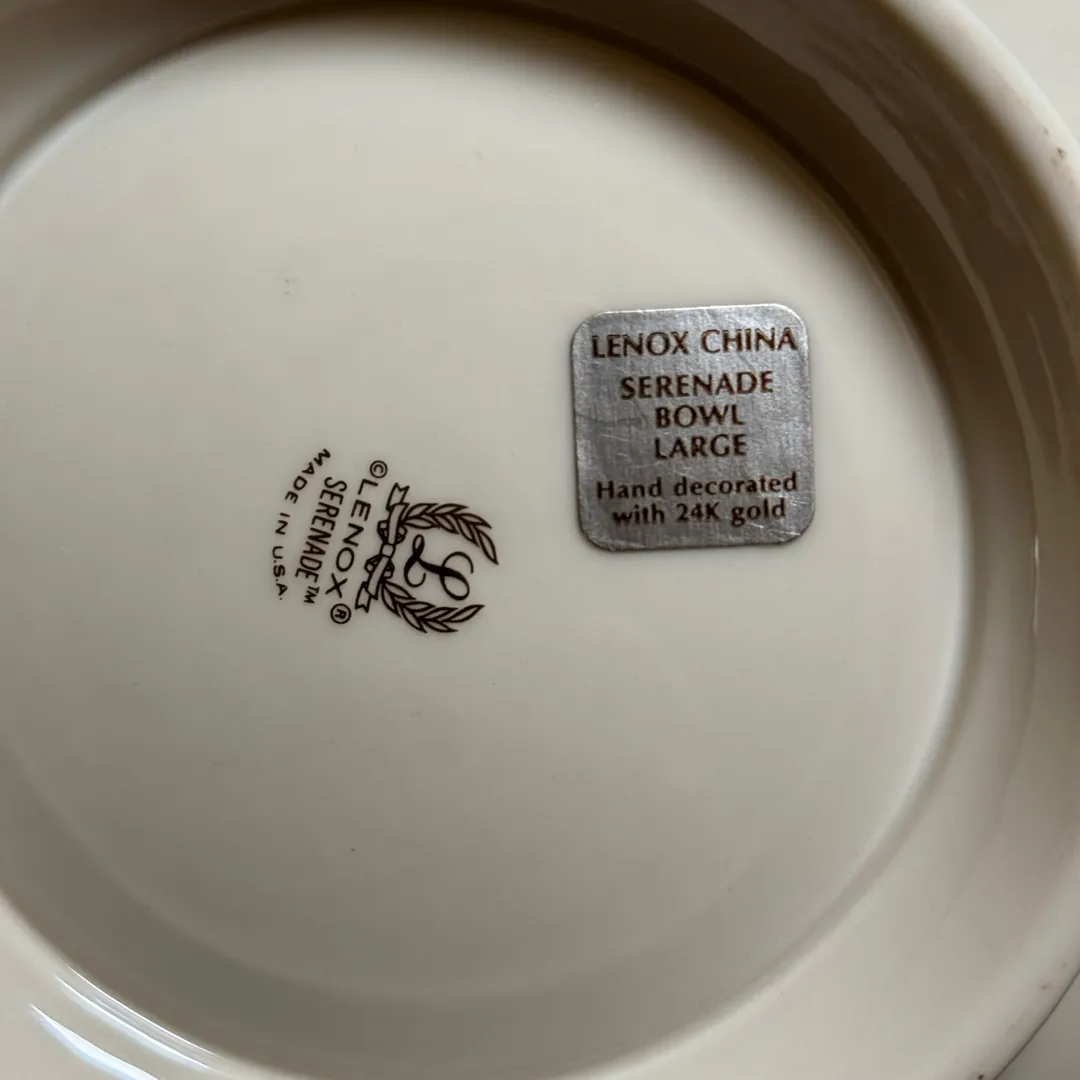 LENOX CHINA
SERENADE
BOWL
LARGE
Hand decorated
with 24K gold
L
©LENOX®
SERENADE™
MADE IN U.S.A.